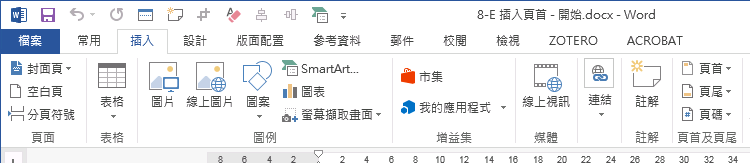 8-E 插入頁首 - 開始.docx - Word
檔案 常用 插入 設計 版面配置 參考資料 郵件 校閱 檢視 ZOTERO ACROBAT
封面頁
空白頁
分頁符號
頁面
表格
表格
圖片
線上圖片
圖案
SmartArt...
圖表
螢幕擷取畫面
圖例
市集
我的應用程式
增益集
線上視訊
媒體
連結
註解
註解
頁首
頁尾
頁碼
頁首及頁尾
8 6 4 2 2 4 6 8 10 12 14 16 18 20 22 24 26 28 30 32 34